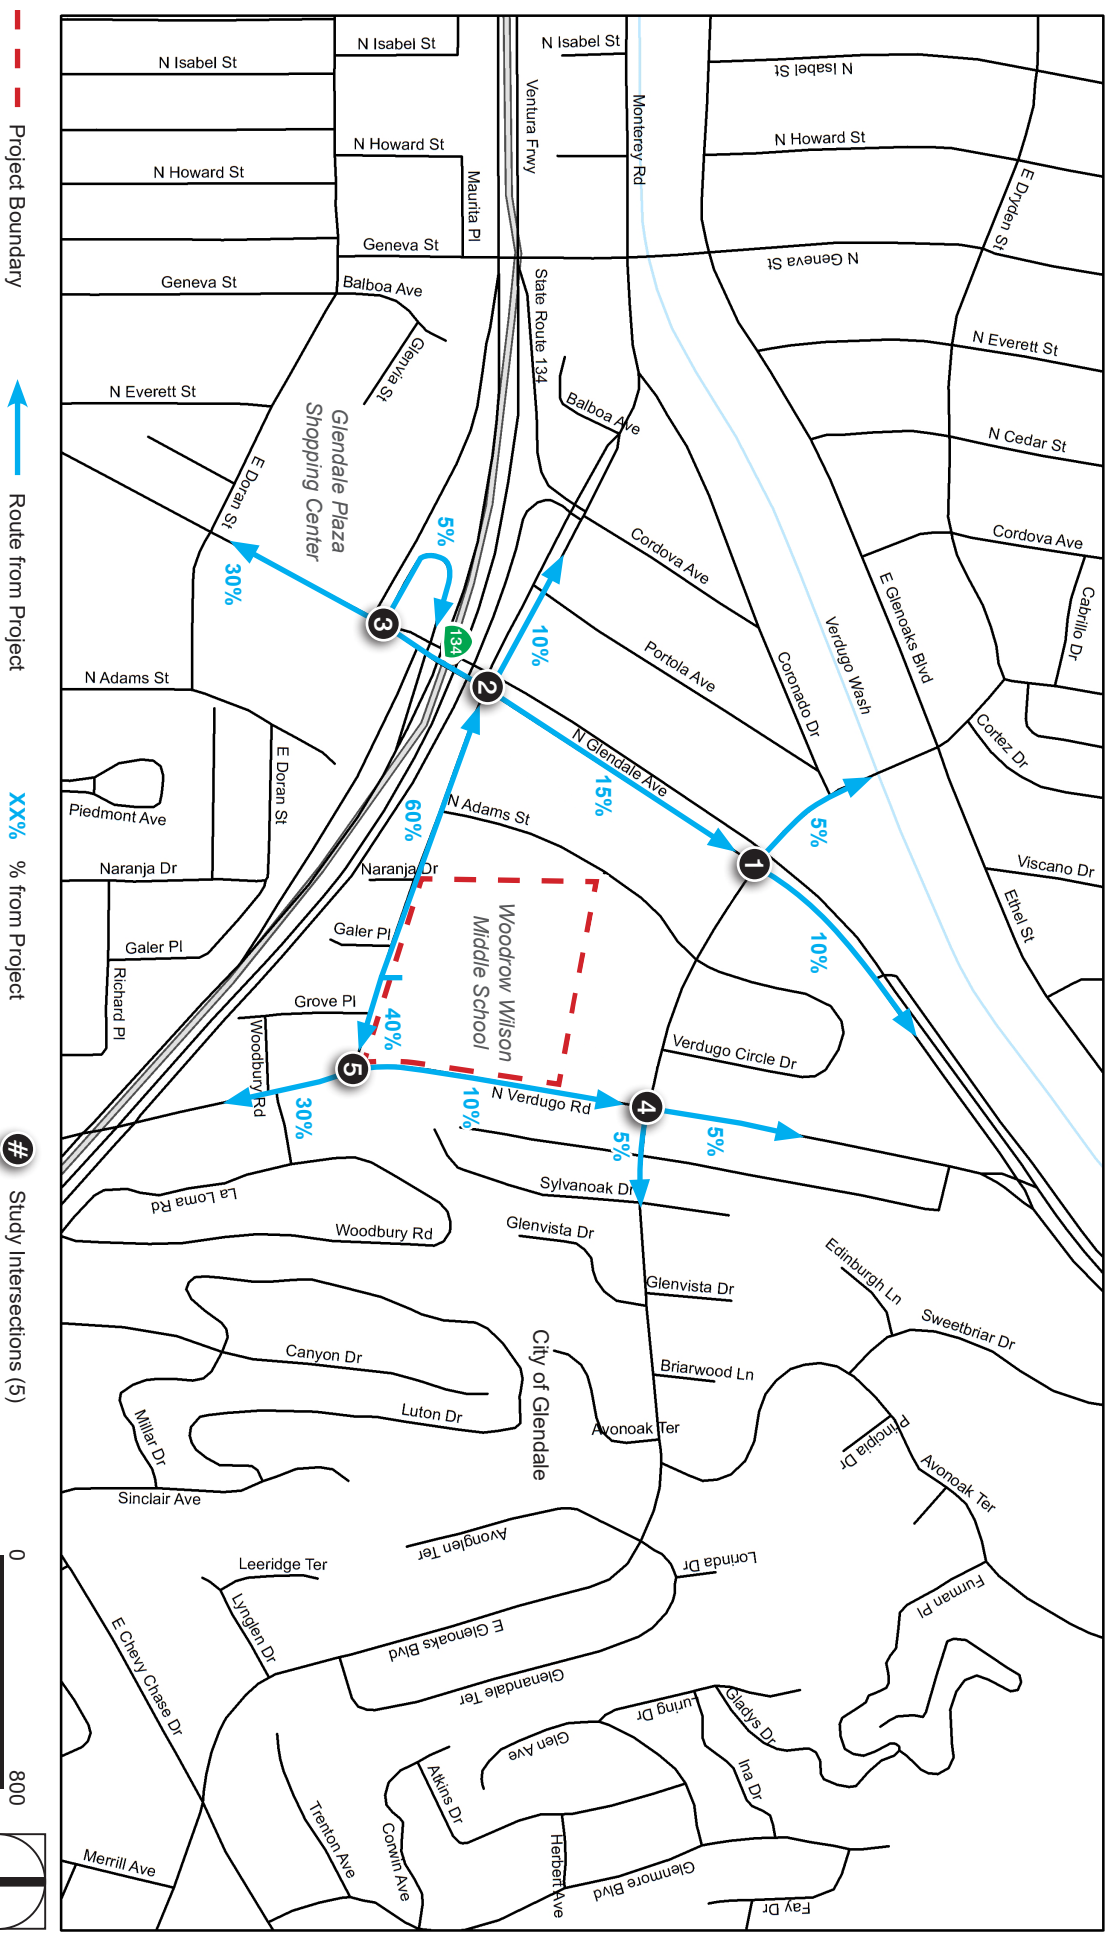 N Isabel St
N Isabel St
N Isabel St
N Isabel St
Ventura Frwy
Monterey Rd
N Howard St
N Howard St
N Howard St
Maurita Pl
E Dryden St
Geneva St
N Geneva St
Geneva St
Balboa Ave
State Route 134
Glenvia St
N Everett St
N Everett St
Balboa Ave
Glendale Plaza
Shopping Center
E Doran St
N Cedar St
Cordova Ave
Cordova Ave
Cabrillo Dr
E Glenoaks Blvd
Verdugo Wash
Portola Ave
Coronado Dr
5%
30%
10%
134
3
2
N Adams St
N Glendale Ave
15%
Cortez Dr
E Doran St
Piedmont Ave
60%
N Adams St
5%
1
Naranja Dr
Naranja Dr
Viscano Dr
Ethel St
Galer Pl
Galer Pl
Richard Pl
Woodrow Wilson
Middle School
10%
Grove Pl
40%
Woodbury Rd
Verdugo Circle Dr
5
4
N Verdugo Rd
30%
10%
5%
5%
La Loma Rd
Woodbury Rd
Sylvanoak Dr
Glenvista Dr
Glenvista Dr
Edinburgh Ln
Sweetbriar Dr
Canyon Dr
City of Glendale
Briarwood Ln
Luton Dr
Millar Dr
Avonoak Ter
Principia Dr
Avonoak Ter
Sinclair Ave
Avonglen Ter
Lorinda Dr
Leeridge Ter
Lynglen Dr
Furman Pl
E Chevy Chase Dr
E Glenoaks Blvd
Glenandale Ter
Luring Dr
Gladys Dr
Glen Ave
Ina Dr
Atkins Dr
Trenton Ave
Corwin Ave
Herbert Ave
Glenmore Blvd
Merrill Ave
Fay Dr
Project Boundary
Route from Project
XX% % from Project
# Study Intersections (5)
0 800